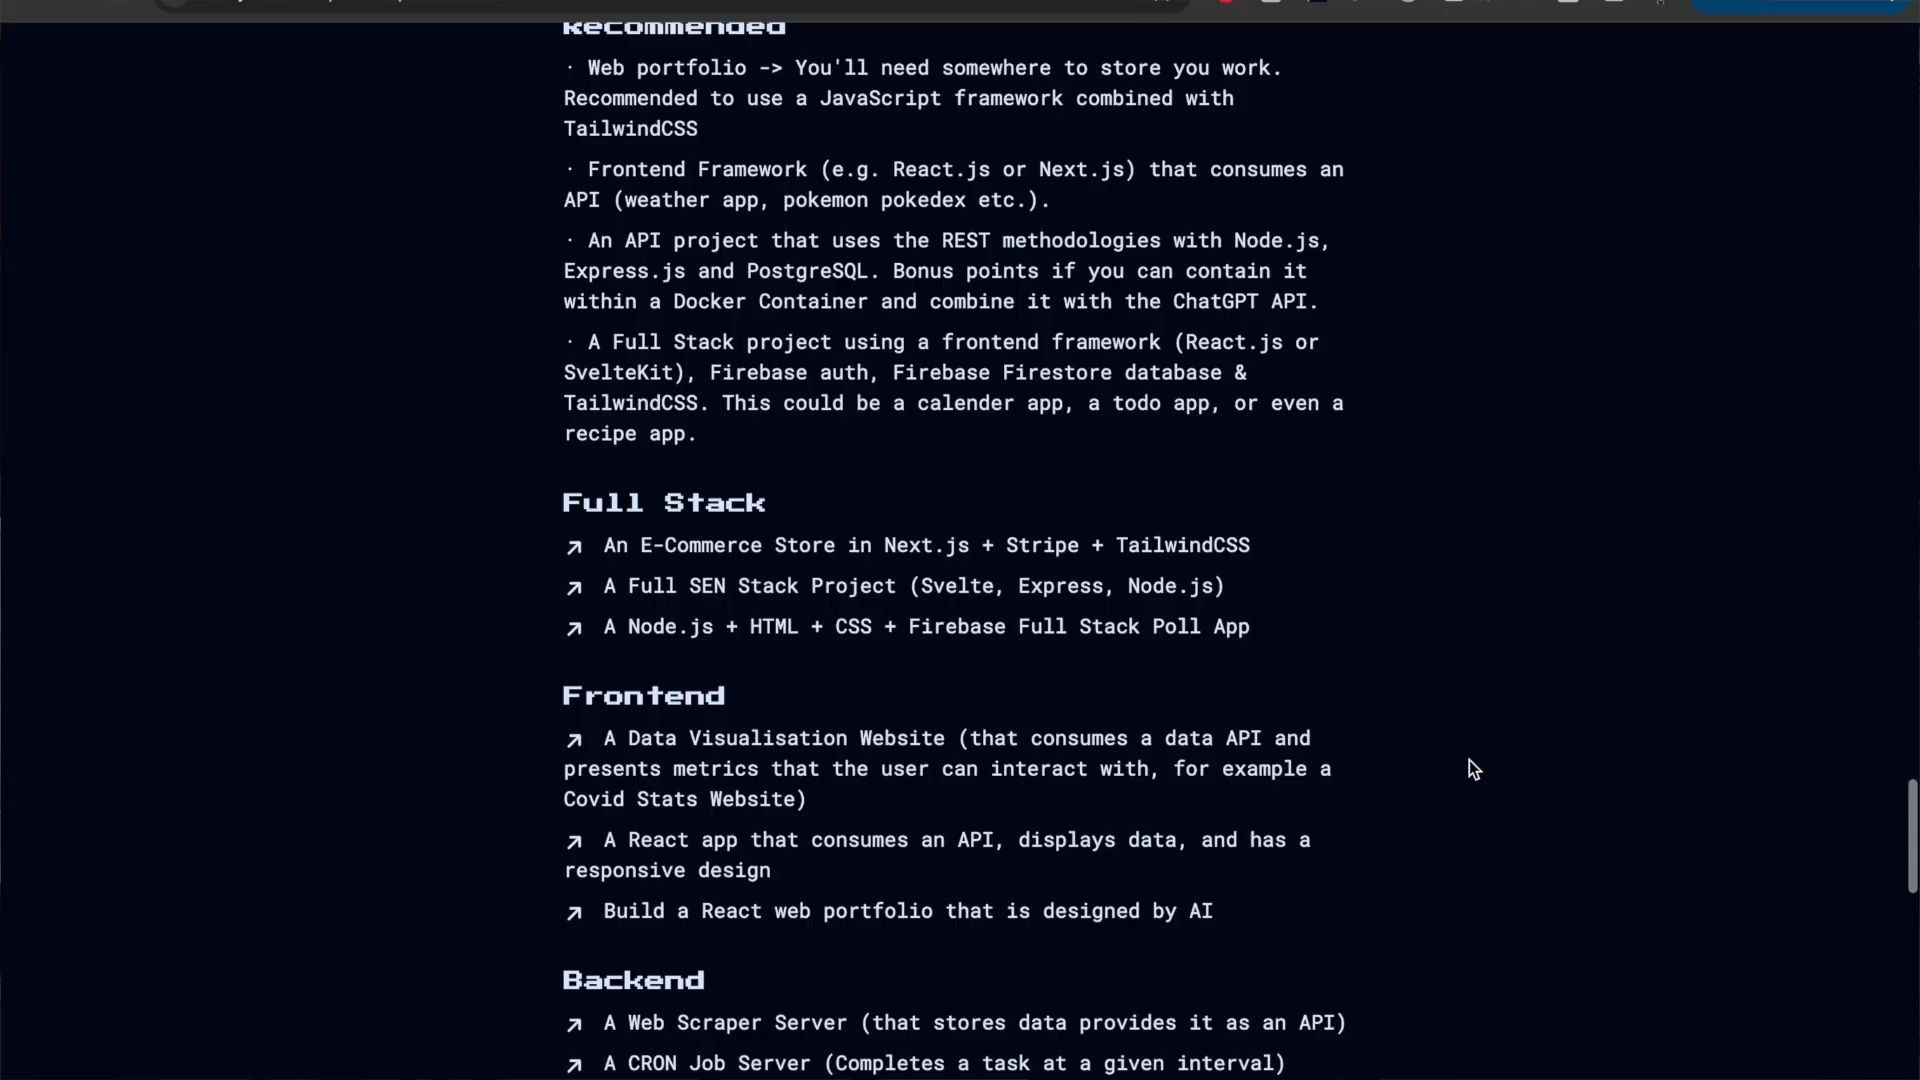 Recommended
· Web portfolio -> You'll need somewhere to store you work.
Recommended to use a JavaScript framework combined with
TailwindCSS
· Frontend Framework (e.g. React.js or Next.js) that consumes an
API (weather app, pokemon pokedex etc.).
· An API project that uses the REST methodologies with Node.js,
Express.js and PostgreSQL. Bonus points if you can contain it
within a Docker Container and combine it with the ChatGPT API.
· A Full Stack project using a frontend framework (React.js or
SvelteKit), Firebase auth, Firebase Firestore database &
TailwindCSS. This could be a calender app, a todo app, or even a
recipe app.
Full Stack
↗ An E-Commerce Store in Next.js + Stripe + TailwindCSS
↗ A Full SEN Stack Project (Svelte, Express, Node.js)
↗ A Node.js + HTML + CSS + Firebase Full Stack Poll App
Frontend
↗ A Data Visualisation Website (that consumes a data API and
presents metrics that the user can interact with, for example a
Covid Stats Website)
↗ A React app that consumes an API, displays data, and has a
responsive design
↗ Build a React web portfolio that is designed by AI
Backend
↗ A Web Scraper Server (that stores data provides it as an API)
↗ A CRON Job Server (Completes a task at a given interval)